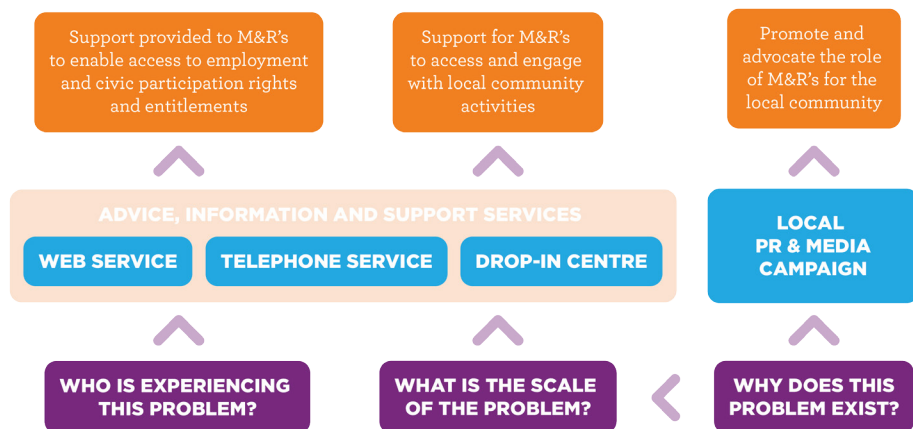 Support provided to M&R's
to enable access to employment
and civic participation rights
and entitlements
Support for M&R's
to access and engage
with local community
activities
Promote and
advocate the role
of M&R's for the
local community
ADVICE, INFORMATION AND SUPPORT SERVICES
WEB SERVICE
TELEPHONE SERVICE
DROP-IN CENTRE
LOCAL
PR & MEDIA
CAMPAIGN
WHO IS EXPERIENCING
THIS PROBLEM?
WHAT IS THE SCALE
OF THE PROBLEM?
WHY DOES THIS
PROBLEM EXIST?